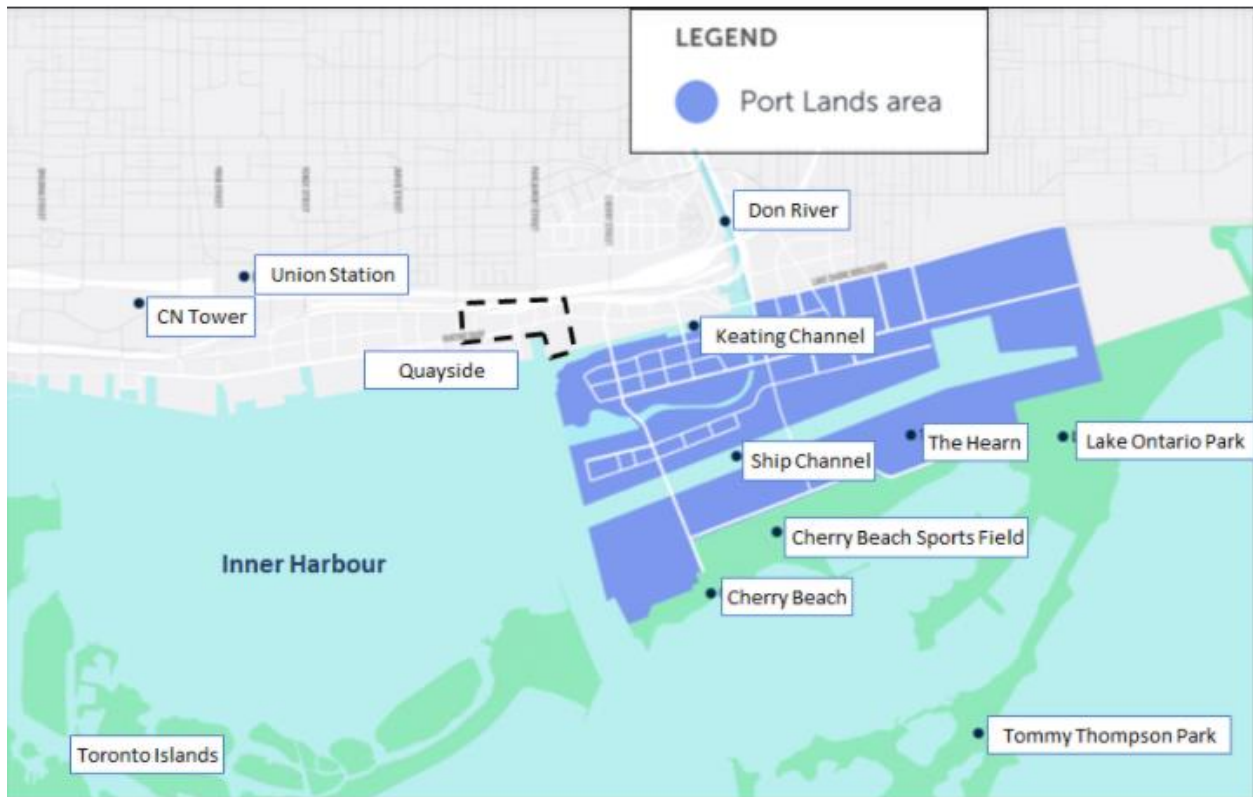 LEGEND
Port Lands area
Don River
Union Station
CN Tower
Keating Channel
Quayside
The Hearn
Lake Ontario Park
Ship Channel
Cherry Beach Sports Field
Inner Harbour
Cherry Beach
Tommy Thompson Park
Toronto Islands